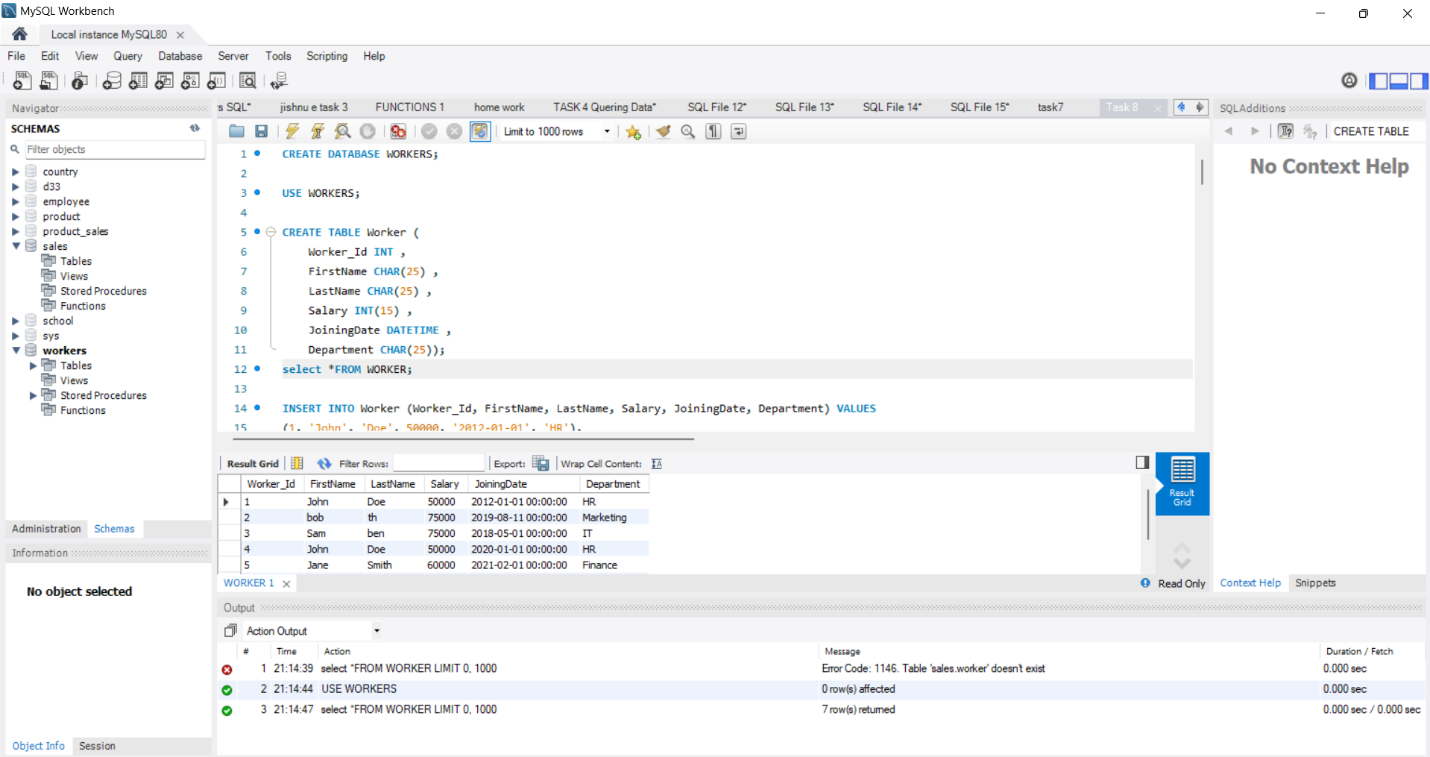 MySQL Workbench
Local instance MySQL80
File Edit View Query Database Server Tools Scripting Help
Navigator
SCHEMAS
Filter objects
country
d33
employee
product
product_sales
sales
Tables
Views
Stored Procedures
Functions
school
sys
workers
Tables
Views
Stored Procedures
Functions
Administration Schemas
Information
No object selected
Object Info Session
s SQL* jishnu e task 3 FUNCTIONS 1 home work TASK 4 Quering Data* SQL File 12* SQL File 13* SQL File 14* SQL File 15* task7 Task 8
Limit to 1000 rows
1 CREATE DATABASE WORKERS;
2
3 USE WORKERS;
4
5 CREATE TABLE Worker (
6 Worker_Id INT ,
7 FirstName CHAR(25) ,
8 LastName CHAR(25) ,
9 Salary INT(15) ,
10 JoiningDate DATETIME ,
11 Department CHAR(25));
12 select *FROM WORKER;
13
14 INSERT INTO Worker (Worker_Id, FirstName, LastName, Salary, JoiningDate, Department) VALUES
15 (1, 'John', 'Doe', 50000, '2012-01-01', 'HR'),
Result Grid Filter Rows: Export: Wrap Cell Content:
Worker_Id FirstName LastName Salary JoiningDate Department
1 John Doe 50000 2012-01-01 00:00:00 HR
2 bob th 75000 2019-08-11 00:00:00 Marketing
3 Sam ben 75000 2018-05-01 00:00:00 IT
4 John Doe 50000 2020-01-01 00:00:00 HR
5 Jane Smith 60000 2021-02-01 00:00:00 Finance
Result
Grid
WORKER 1
Read Only
Output
Action Output
# Time Action Message Duration / Fetch
1 21:14:39 select *FROM WORKER LIMIT 0, 1000 Error Code: 1146. Table 'sales.worker' doesn't exist 0.000 sec
2 21:14:44 USE WORKERS 0 row(s) affected 0.000 sec
3 21:14:47 select *FROM WORKER LIMIT 0, 1000 7 row(s) returned 0.000 sec / 0.000 sec
SQLAdditions
CREATE TABLE
No Context Help
Context Help Snippets